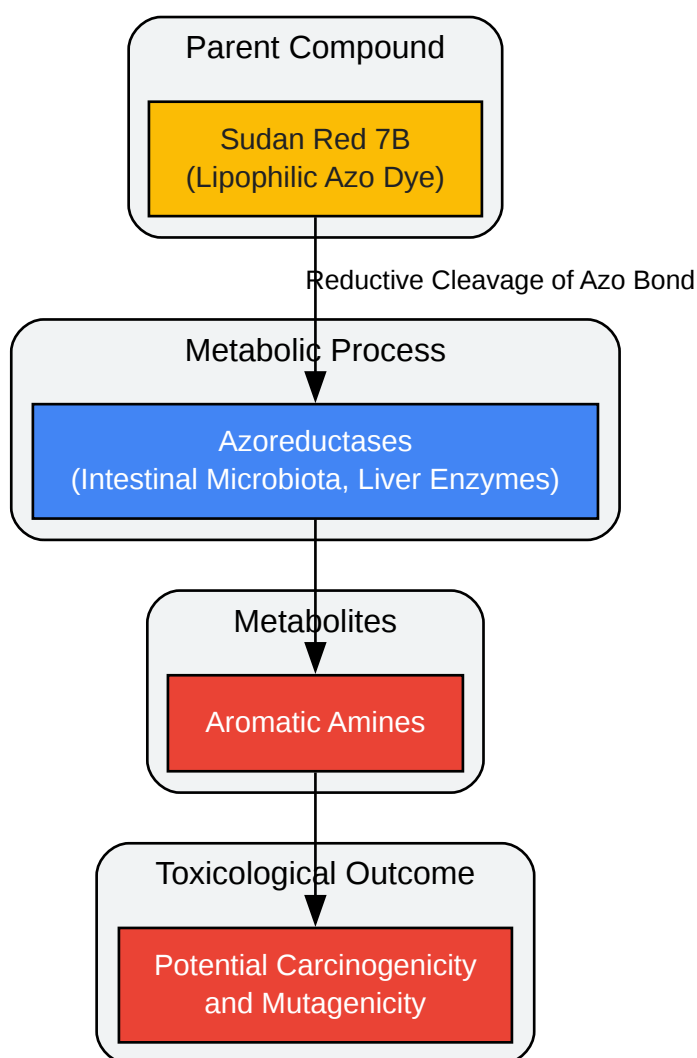 Parent Compound
Sudan Red 7B
(Lipophilic Azo Dye)
Reductive Cleavage of Azo Bond
Metabolic Process
Azoreductases
(Intestinal Microbiota, Liver Enzymes)
Metabolites
Aromatic Amines
Toxicological Outcome
Potential Carcinogenicity
and Mutagenicity